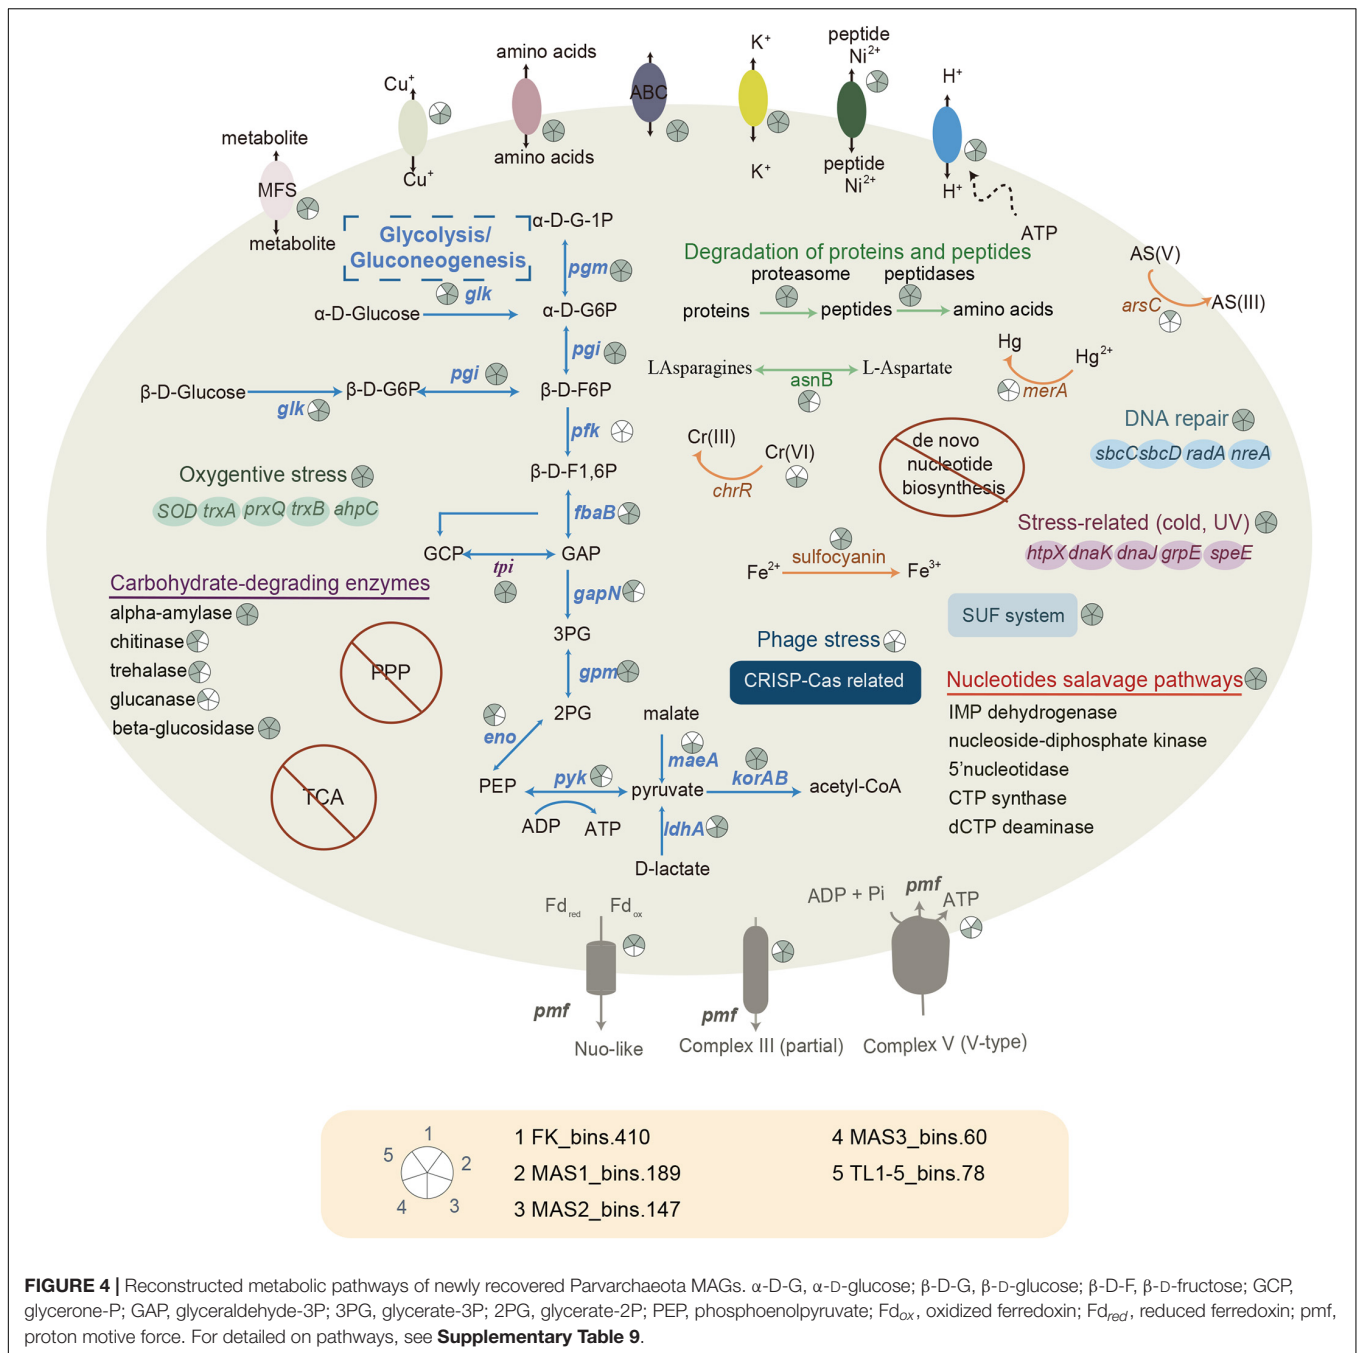 peptide
Ni2+
K+
H+
amino acids
Cu+
ABC
metabolite
amino acids
peptide
Ni2+
K+
Cu+
H+
MFS
metabolite
ATP
Glycolysis/
Gluconeogenesis
α-D-G-1P
pgm
glk
α-D-Glucose
α-D-G6P
pgi
β-D-Glucose
glk
β-D-G6P
pgi
β-D-F6P
pfk
β-D-F1,6P
fbaB
GCP
GAP
tpi
gapN
3PG
gpm
2PG
eno
PEP
pyk
pyruvate
ADP
ATP
malate
maeA
korAB
acetyl-CoA
ldhA
D-lactate
Degradation of proteins and peptides
proteasome
peptidases
proteins
peptides
amino acids
LAsparagines
L-Aspartate
asnB
AS(V)
arsC
AS(III)
Hg
Hg2+
merA
Cr(III)
Cr(VI)
chrR
de novo
nucleotide
biosynthesis
DNA repair
sbcC sbcD radA nreA
Oxygentive stress
SOD trxA prxQ trxB ahpC
Stress-related (cold, UV)
htpX dnaK dnaJ grpE speE
sulfocyanin
Fe2+
Fe3+
Carbohydrate-degrading enzymes
alpha-amylase
chitinase
trehalase
glucanase
beta-glucosidase
PPP
TCA
SUF system
Phage stress
CRISP-Cas related
Nucleotides salavage pathways
IMP dehydrogenase
nucleoside-diphosphate kinase
5'nucleotidase
CTP synthase
dCTP deaminase
Fd red
Fd ox
pmf
Nuo-like
pmf
Complex III (partial)
ADP + Pi
pmf
ATP
Complex V (V-type)
1
2
3
4
5
1 FK_bins.410
2 MAS1_bins.189
3 MAS2_bins.147
4 MAS3_bins.60
5 TL1-5_bins.78
FIGURE 4 | Reconstructed metabolic pathways of newly recovered Parvarchaeota MAGs. α-D-G, α-D-glucose; β-D-G, β-D-glucose; β-D-F, β-D-fructose; GCP,
glycerone-P; GAP, glyceraldehyde-3P; 3PG, glycerate-3P; 2PG, glycerate-2P; PEP, phosphoenolpyruvate; Fdox, oxidized ferredoxin; Fdred, reduced ferredoxin; pmf,
proton motive force. For detailed on pathways, see Supplementary Table 9.